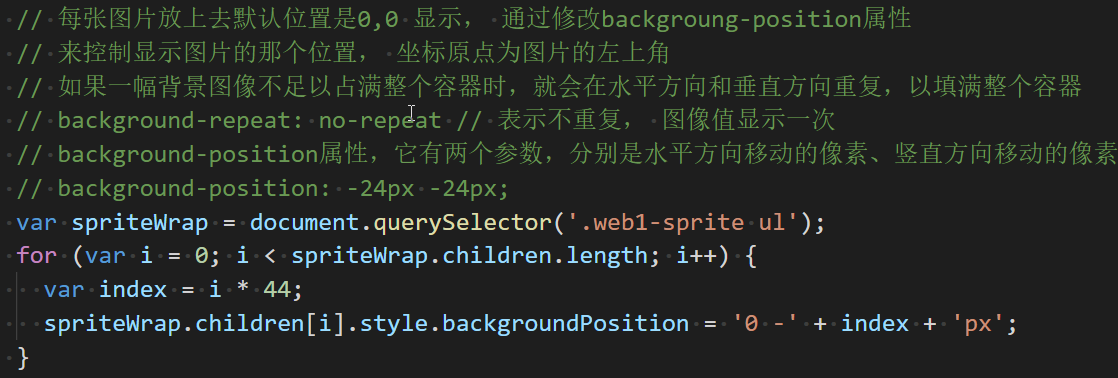 // 每张图片放上去默认位置是0,0 显示， 通过修改backgroung-position属性
// 来控制显示图片的那个位置， 坐标原点为图片的左上角
// 如果一幅背景图像不足以占满整个容器时，就会在水平方向和垂直方向重复，以填满整个容器
// background-repeat: no-repeat // 表示不重复， 图像值显示一次
// background-position属性，它有两个参数，分别是水平方向移动的像素、竖直方向移动的像素
// background-position: -24px -24px;
var spriteWrap = document.querySelector('.web1-sprite ul');
for (var i = 0; i < spriteWrap.children.length; i++) {
  var index = i * 44;
  spriteWrap.children[i].style.backgroundPosition = '0 -' + index + 'px';
}